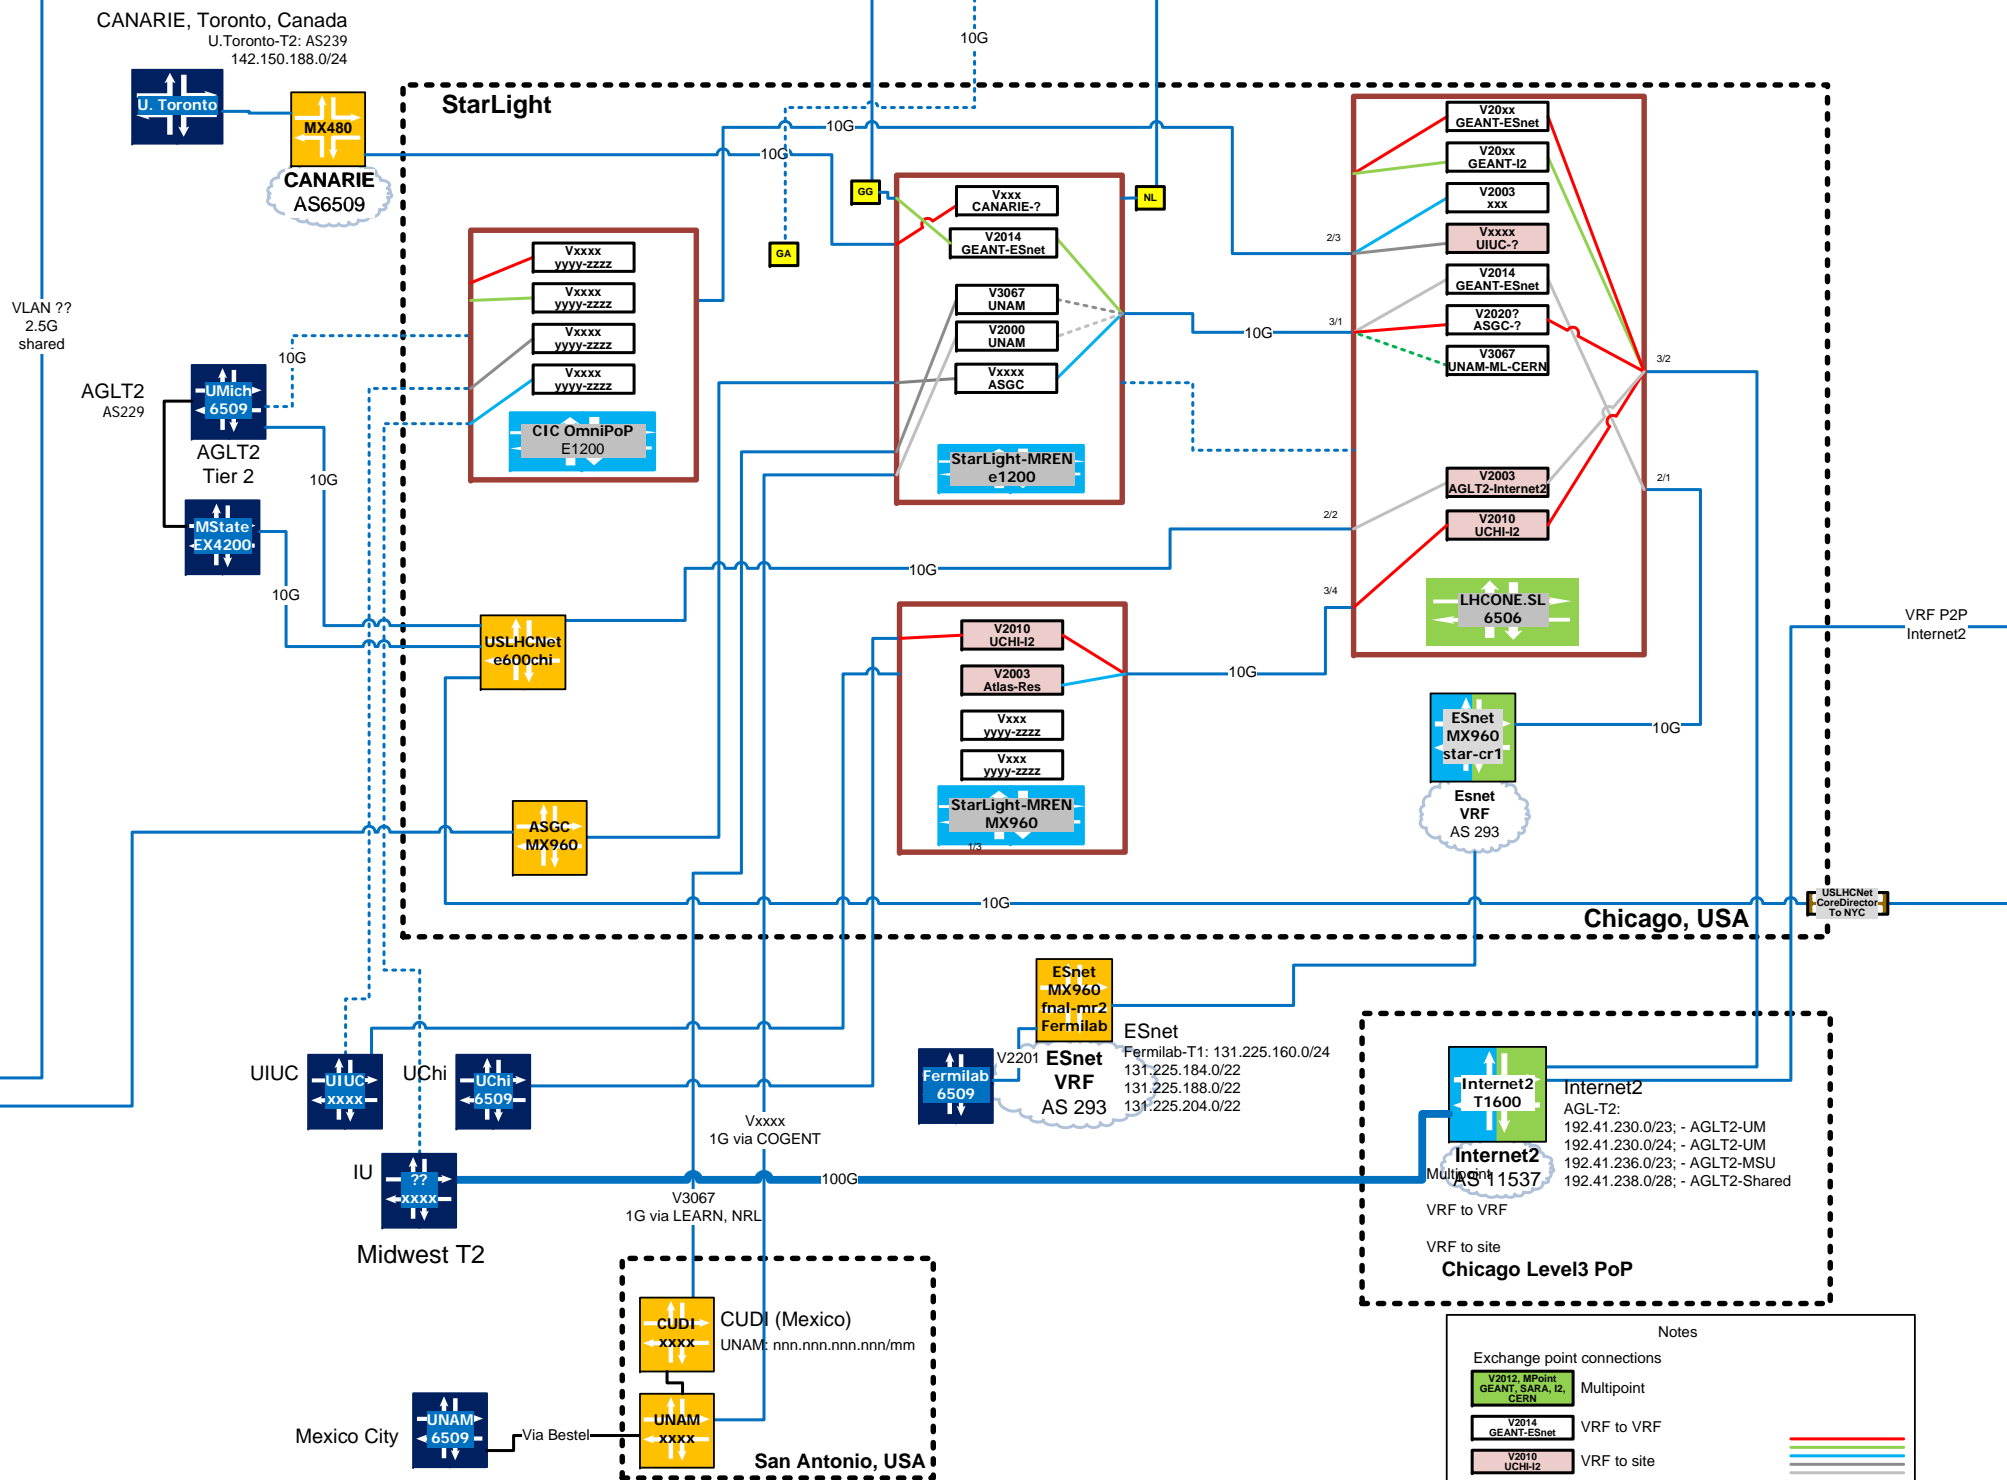 CANARIE, Toronto, Canada
U.Toronto-T2: AS239
142.150.188.0/24
U. Toronto
MX480
CANARIE
AS6509
StarLight
10G
10G
10G
GG
NL
GA
VLAN ??
2.5G
shared
Vxxxx
yyyy-zzzz
Vxxxx
yyyy-zzzz
Vxxxx
yyyy-zzzz
Vxxxx
yyyy-zzzz
CIC OmniPoP
E1200
Vxxx
CANARIE-?
V2014
GEANT-ESnet
V3067
UNAM
V2000
UNAM
Vxxxx
ASGC
StarLight-MREN
e1200
10G
V20xx
GEANT-ESnet
V20xx
GEANT-I2
V2003
xxx
Vxxxx
UIUC-?
V2014
GEANT-ESnet
V2020?
ASGC-?
V3067
UNAM-ML-CERN
V2003
AGLT2-Internet2
V2010
UCHI-I2
LHCONE.SL
6506
2/3
3/1
2/2
3/4
3/2
2/1
AGLT2
AS229
UMich
6509
AGLT2
Tier 2
10G
10G
MState
EX4200
10G
USLHCNet
e600chi
10G
V2010
UCHI-I2
V2003
Atlas-Res
Vxxx
yyyy-zzzz
Vxxx
yyyy-zzzz
StarLight-MREN
MX960
1/3
10G
VRF P2P
Internet2
ESnet
MX960
star-cr1
10G
Esnet
VRF
AS 293
ASGC
MX960
10G
USLHCNet
CoreDirector
To NYC
Chicago, USA
ESnet
MX960
fnal-mr2
Fermilab
ESnet
Fermilab-T1: 131.225.160.0/24
131.225.184.0/22
131.225.188.0/22
131.225.204.0/22
V2201
ESnet
VRF
AS 293
Fermilab
6509
UIUC
UIUC
xxxx
UChi
UChi
6509
Vxxxx
1G via COGENT
IU
??
xxxx
Midwest T2
100G
V3067
1G via LEARN, NRL
Internet2
T1600
Internet2
AGL-T2:
192.41.230.0/23; - AGLT2-UM
192.41.230.0/24; - AGLT2-UM
192.41.236.0/23; - AGLT2-MSU
192.41.238.0/28; - AGLT2-Shared
Internet2
AS 11537
Multipoint
VRF to VRF
VRF to site
Chicago Level3 PoP
CUDI
xxxx
CUDI (Mexico)
UNAM: nnn.nnn.nnn.nnn/mm
UNAM
xxxx
San Antonio, USA
Mexico City
UNAM
6509
Via Bestel
Notes
Exchange point connections
V2012, MPoint
GEANT, SARA, I2,
CERN
Multipoint
V2014
GEANT-ESnet
VRF to VRF
V2010
UCHI-I2
VRF to site